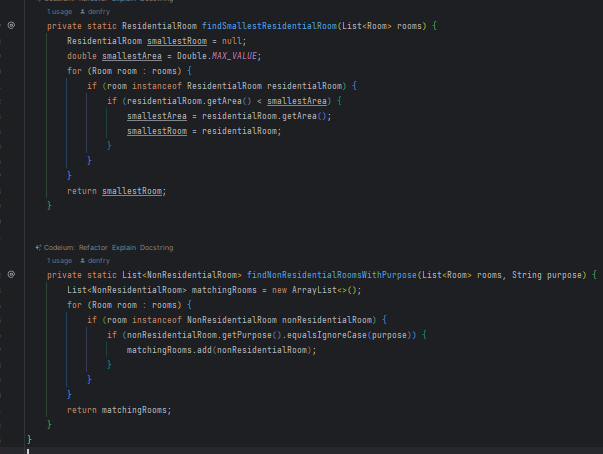 Codeium: Refactor Explain Docstring
1 usage denfry
private static ResidentialRoom findSmallestResidentialRoom(List<Room> rooms) {
ResidentialRoom smallestRoom = null;
double smallestArea = Double.MAX_VALUE;
for (Room room : rooms) {
if (room instanceof ResidentialRoom residentialRoom) {
if (residentialRoom.getArea() < smallestArea) {
smallestArea = residentialRoom.getArea();
smallestRoom = residentialRoom;
}
}
}
return smallestRoom;
}
Codeium: Refactor Explain Docstring
1 usage denfry
private static List<NonResidentialRoom> findNonResidentialRoomsWithPurpose(List<Room> rooms, String purpose) {
List<NonResidentialRoom> matchingRooms = new ArrayList<>();
for (Room room : rooms) {
if (room instanceof NonResidentialRoom nonResidentialRoom) {
if (nonResidentialRoom.getPurpose().equalsIgnoreCase(purpose)) {
matchingRooms.add(nonResidentialRoom);
}
}
}
return matchingRooms;
}
}